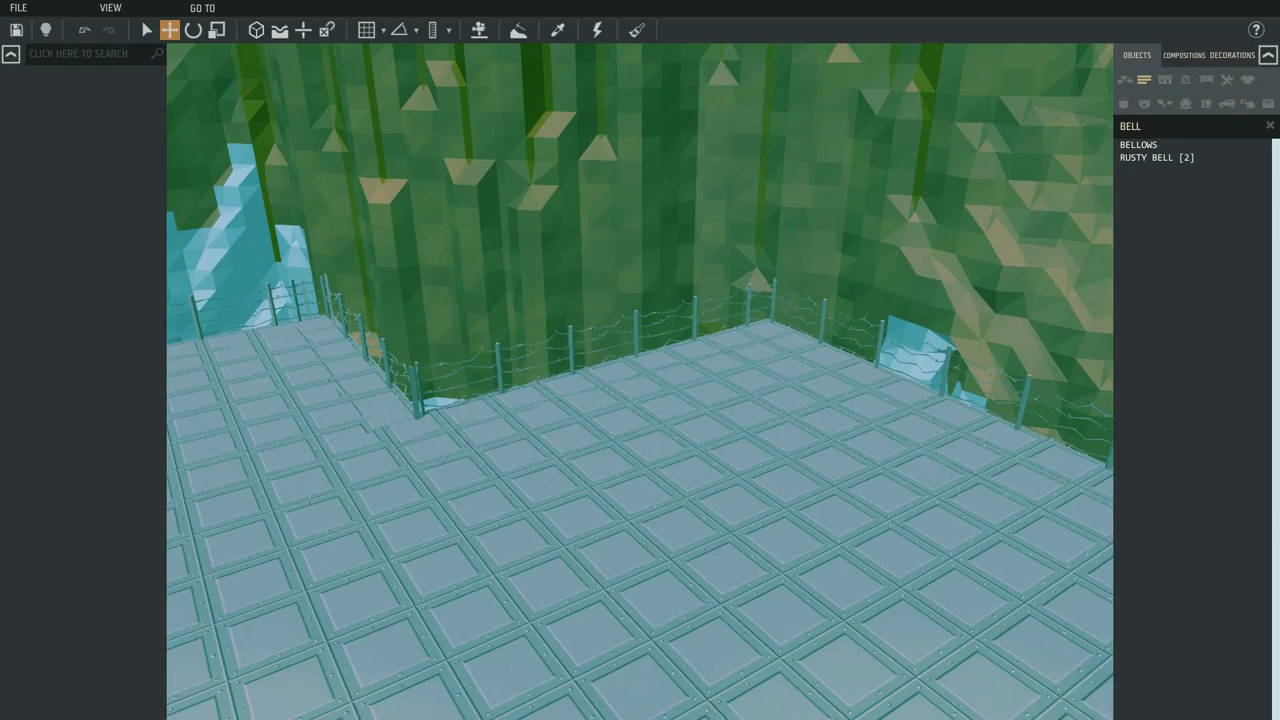 FILE VIEW GO TO
CLICK HERE TO SEARCH
OBJECTS COMPOSITIONS DECORATIONS
BELL
BELLOWS
RUSTY BELL [2]